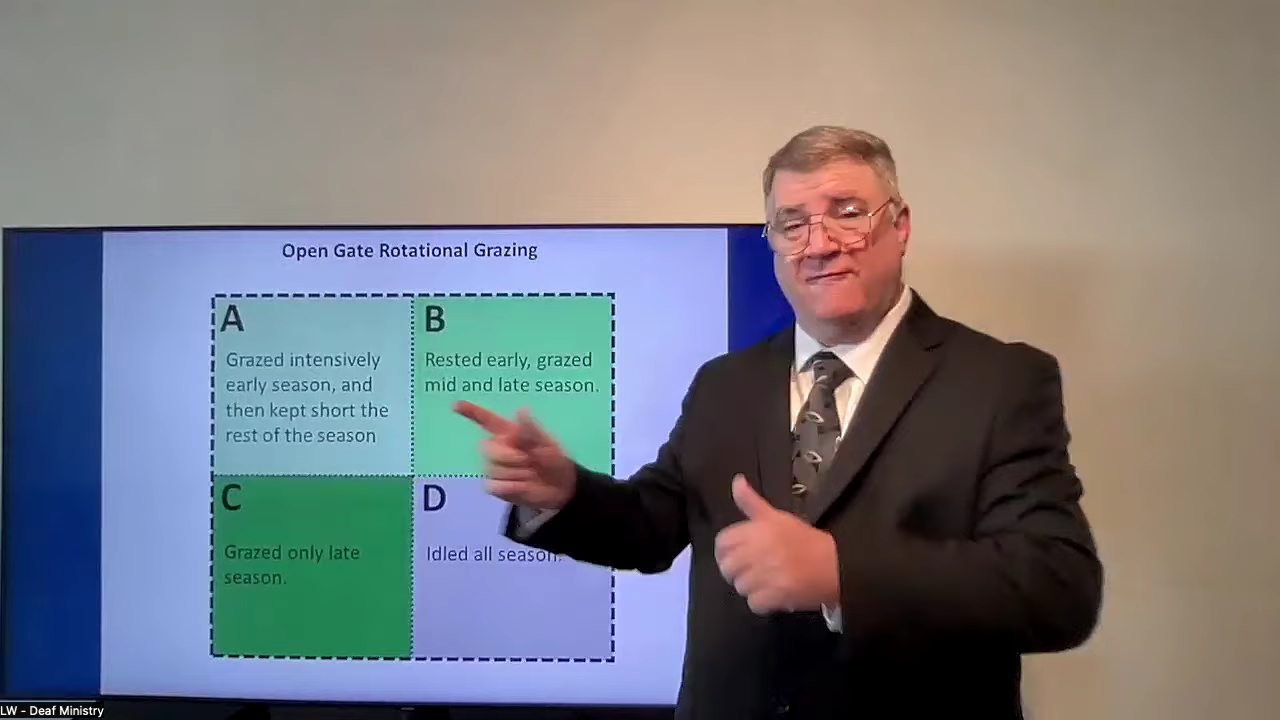 Open Gate Rotational Grazing
A
Grazed intensively
early season, and
then kept short the
rest of the season
B
Rested early, grazed
mid and late season.
C
Grazed only late
season.
D
Idled all season.
LW - Deaf Ministry